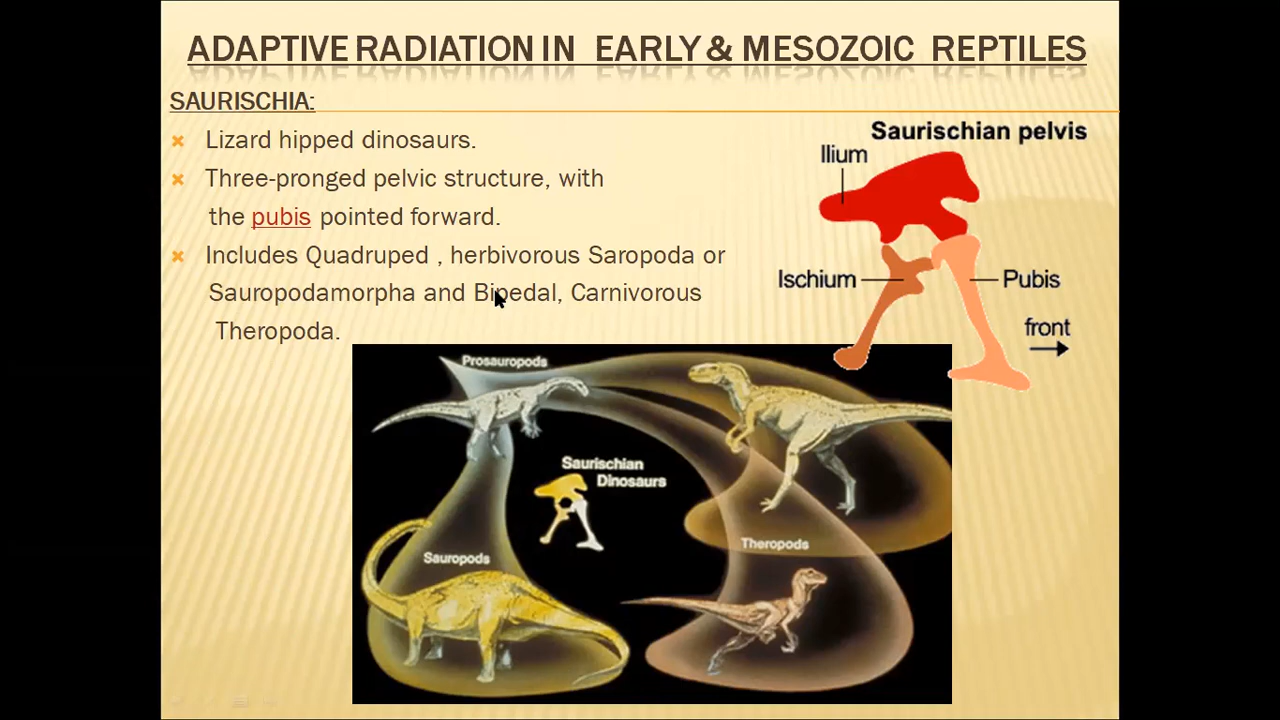 ADAPTIVE RADIATION IN EARLY & MESOZOIC REPTILES
SAURISCHIA:
Lizard hipped dinosaurs.
Three-pronged pelvic structure, with
the pubis pointed forward.
Includes Quadruped , herbivorous Saropoda or
Sauropodamorpha and Bipedal, Carnivorous
Theropoda.
Saurischian pelvis
Ilium
Ischium
Pubis
front
Prosauropods
Saurischian
Dinosaurs
Theropods
Sauropods